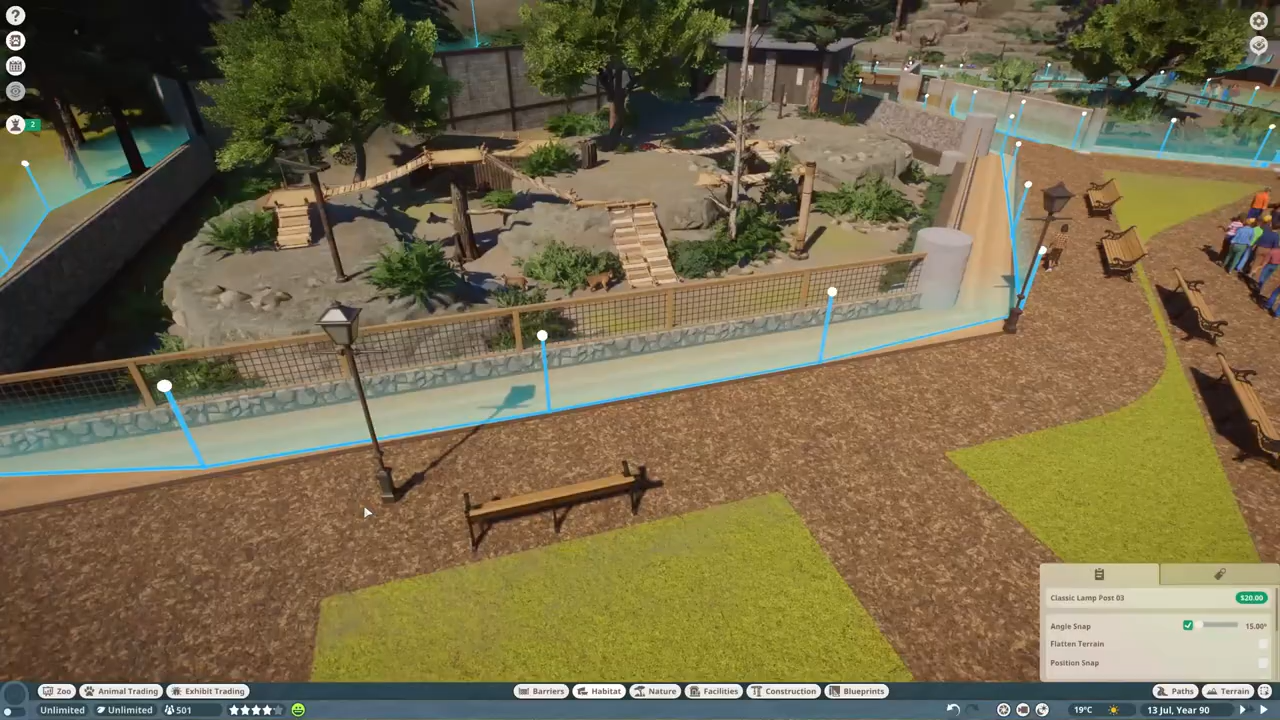 ?
2
Classic Lamp Post 03 $20.00
Angle Snap 15.00°
Flatten Terrain
Position Snap
Zoo Animal Trading Exhibit Trading Barriers Habitat Nature Facilities Construction Blueprints Paths Terrain
Unlimited Unlimited 501 19°C 13 Jul, Year 90